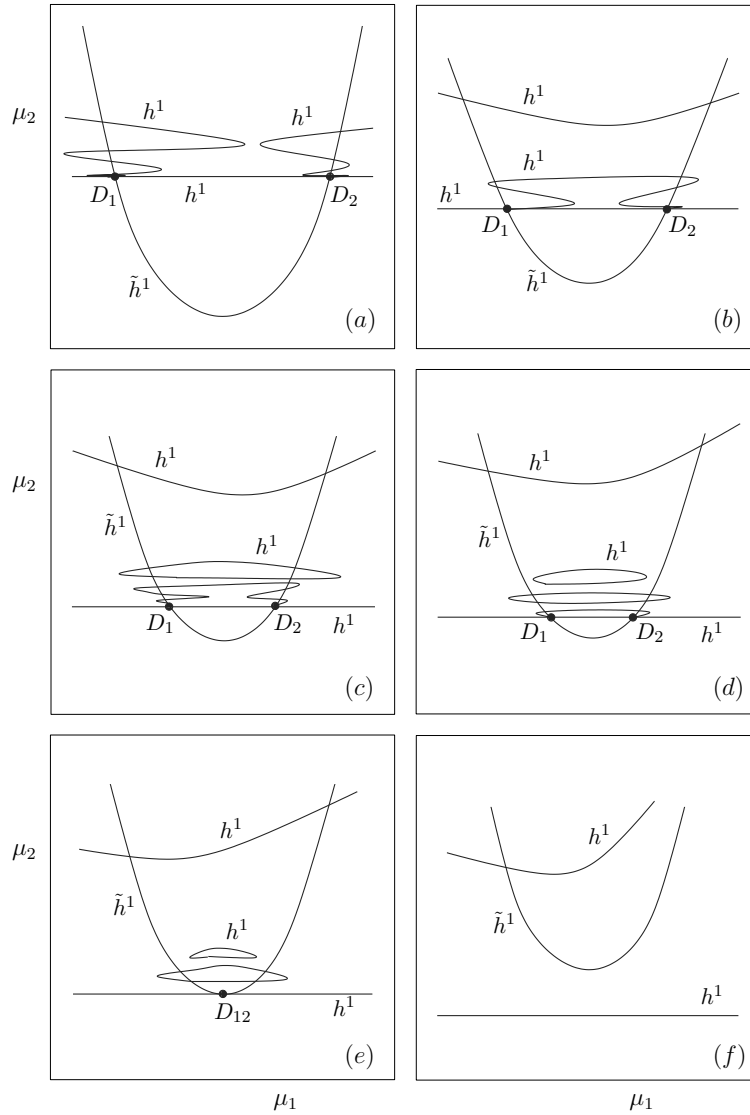 μ₂
h¹
h¹
D₁
h¹
D₂
h̃¹
(a)
h¹
h¹
h¹
D₁
D₂
h̃¹
(b)
μ₂
h¹
h̃¹
h¹
D₁
D₂
h¹
(c)
h¹
h̃¹
h¹
D₁
D₂
h¹
(d)
μ₂
h¹
h̃¹
h¹
D₁₂
h¹
(e)
h¹
h̃¹
h¹
(f)
μ₁
μ₁